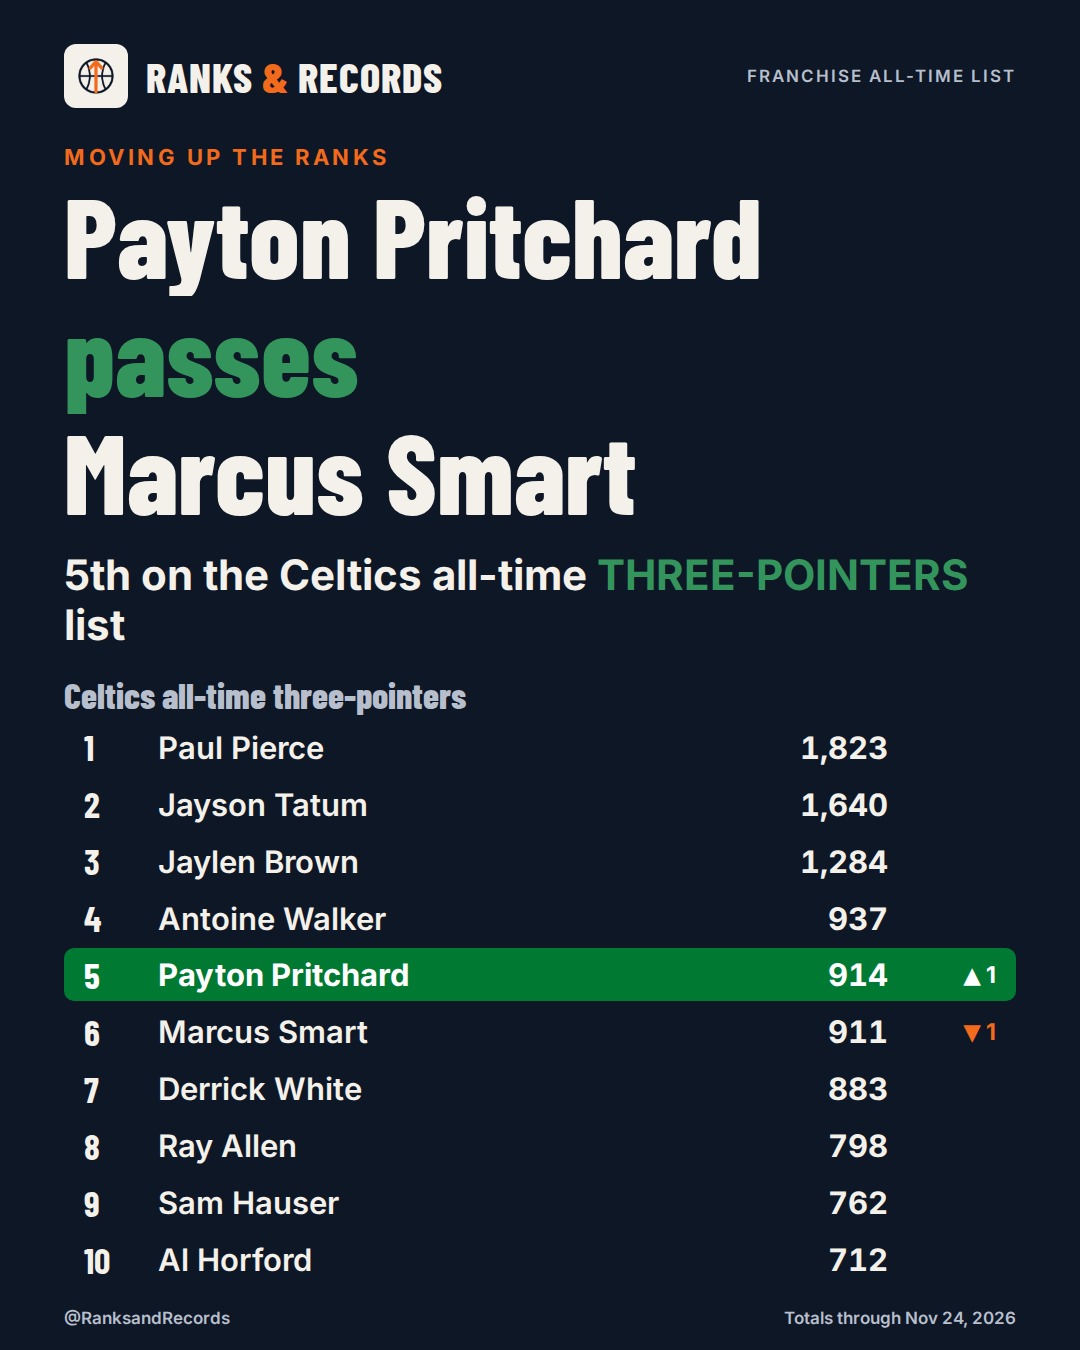 RANKS & RECORDS
FRANCHISE ALL-TIME LIST
MOVING UP THE RANKS
Payton Pritchard
passes
Marcus Smart
5th on the Celtics all-time THREE-POINTERS
list
Celtics all-time three-pointers
1 Paul Pierce 1,823
2 Jayson Tatum 1,640
3 Jaylen Brown 1,284
4 Antoine Walker 937
5 Payton Pritchard 914 ▲1
6 Marcus Smart 911 ▼1
7 Derrick White 883
8 Ray Allen 798
9 Sam Hauser 762
10 Al Horford 712
@RanksandRecords
Totals through Nov 24, 2026